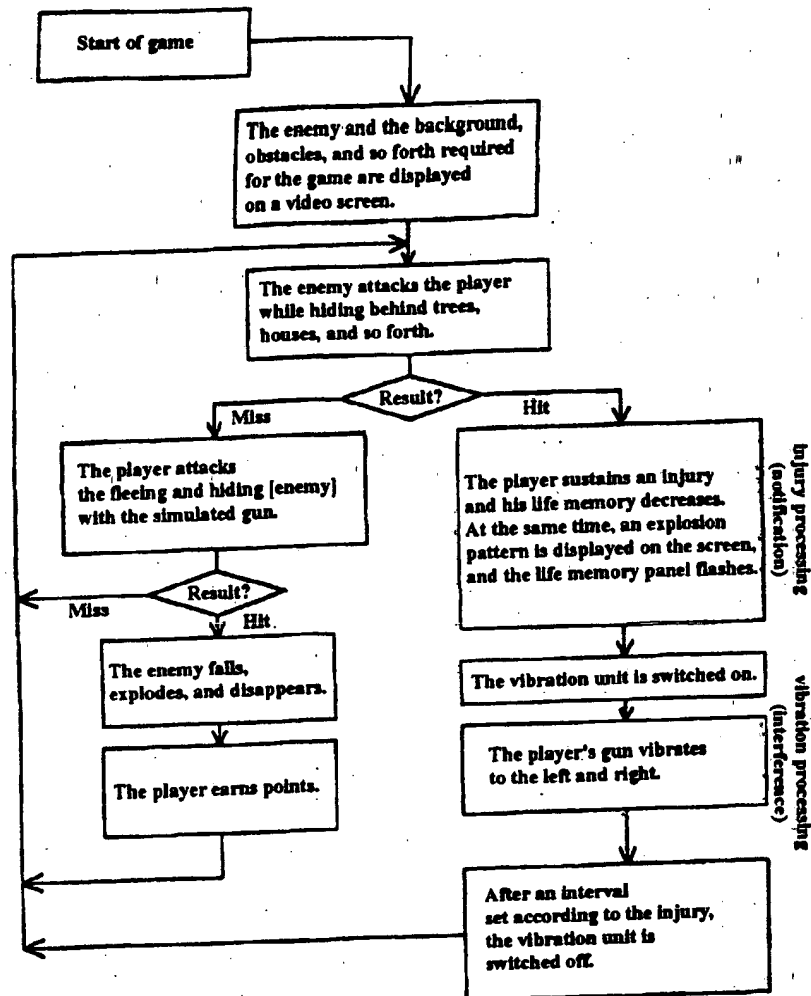 Start of game
The enemy and the background,
obstacles, and so forth required
for the game are displayed
on a video screen.
The enemy attacks the player
while hiding behind trees,
houses, and so forth.
Result?
Miss
Hit
The player attacks
the fleeing and hiding [enemy]
with the simulated gun.
Result?
Miss
Hit.
The enemy falls,
explodes, and disappears.
The player earns points.
The player sustains an injury
and his life memory decreases.
At the same time, an explosion
pattern is displayed on the screen,
and the life memory panel flashes.
injury processing
(notification)
The vibration unit is switched on.
The player's gun vibrates
to the left and right.
vibration processing
(interference)
After an interval
set according to the injury,
the vibration unit is
switched off.